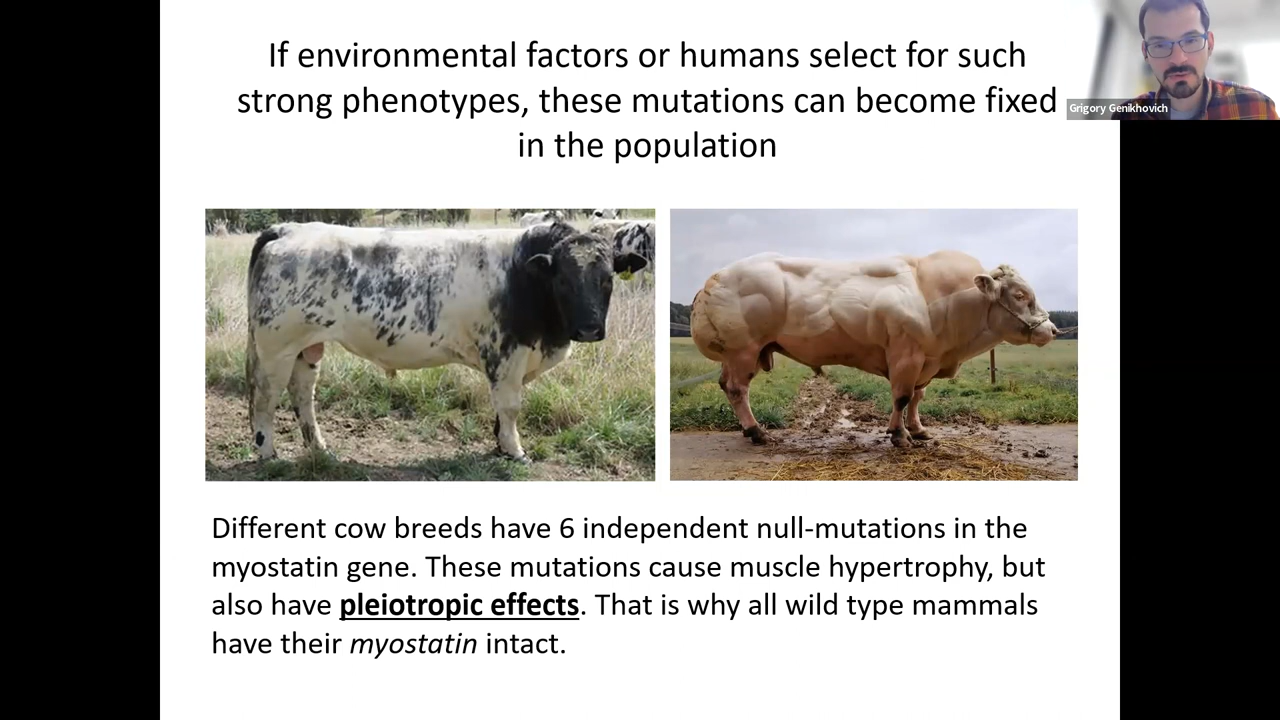 If environmental factors or humans select for such
strong phenotypes, these mutations can become fixed
in the population
Grigory Genikhovich
Different cow breeds have 6 independent null-mutations in the
myostatin gene. These mutations cause muscle hypertrophy, but
also have pleiotropic effects. That is why all wild type mammals
have their myostatin intact.